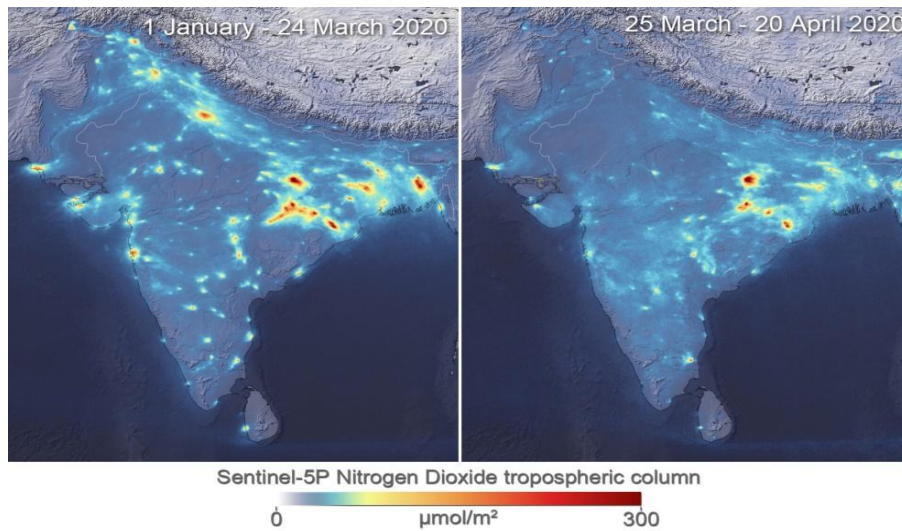 1 January - 24 March 2020
25 March - 20 April 2020
Sentinel-5P Nitrogen Dioxide tropospheric column
0 µmol/m² 300